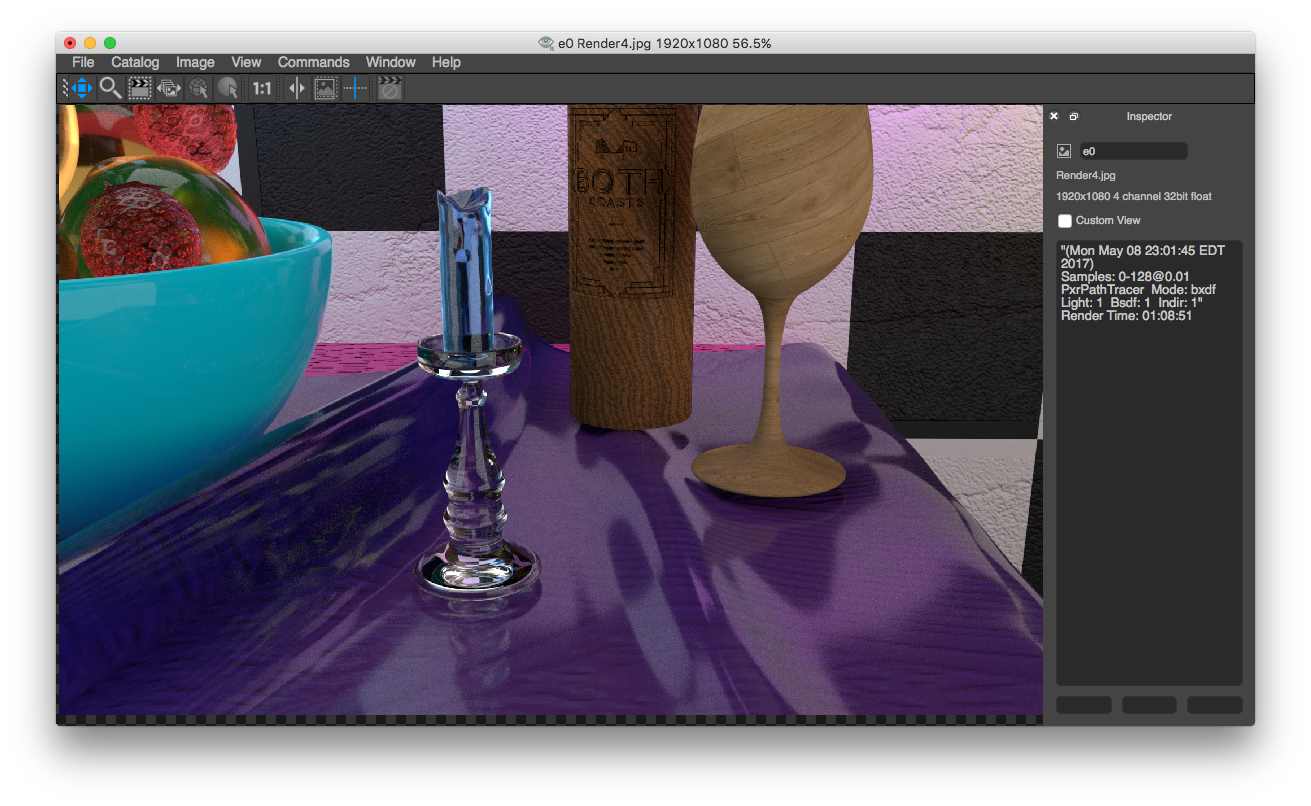 e0 Render4.jpg 1920x1080 56.5%
File Catalog Image View Commands Window Help
1:1
Inspector
e0
Render4.jpg
1920x1080 4 channel 32bit float
Custom View
"(Mon May 08 23:01:45 EDT
2017)
Samples: 0-128@0.01
PxrPathTracer Mode: bxdf
Light: 1 Bsdf: 1 Indir: 1"
Render Time: 01:08:51
BOTH
COASTS